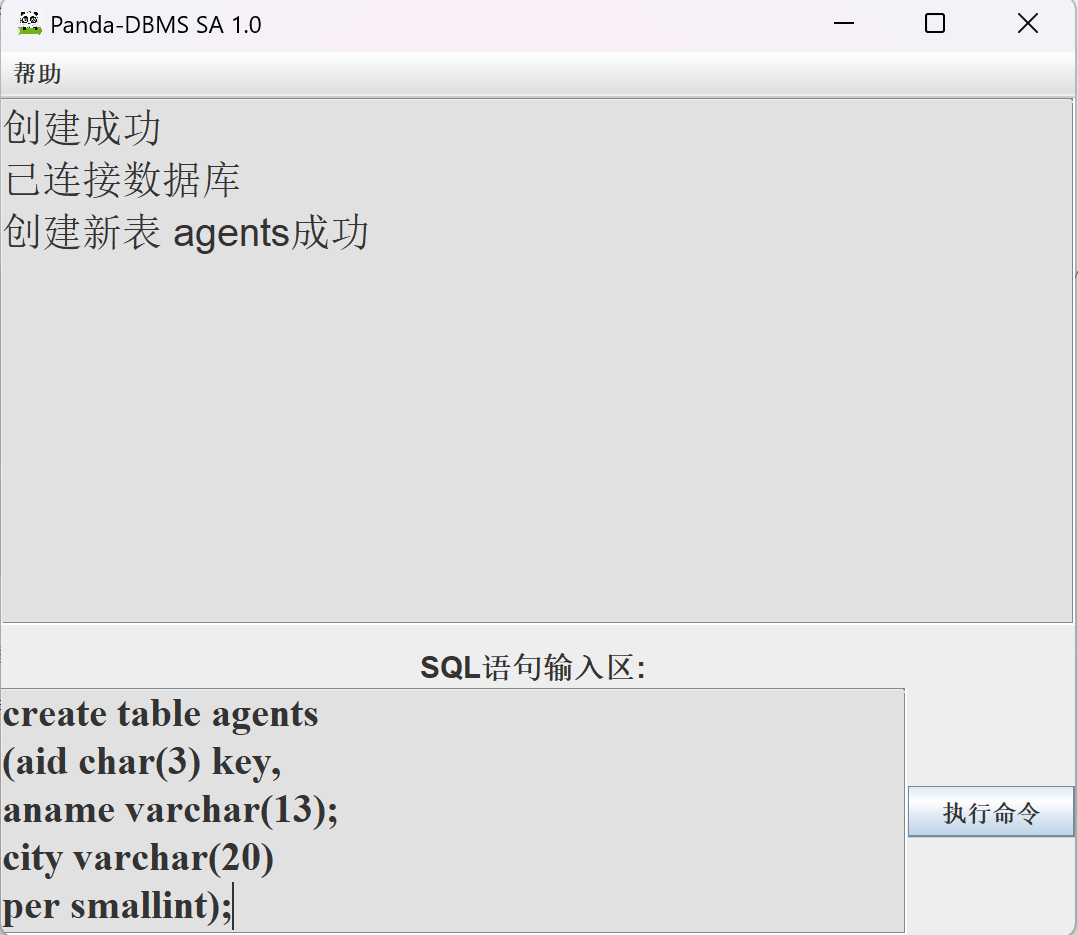 Panda-DBMS SA 1.0
帮助
创建成功
已连接数据库
创建新表 agents成功
SQL语句输入区:
create table agents
(aid char(3) key,
aname varchar(13);
city varchar(20)
per smallint);
执行命令